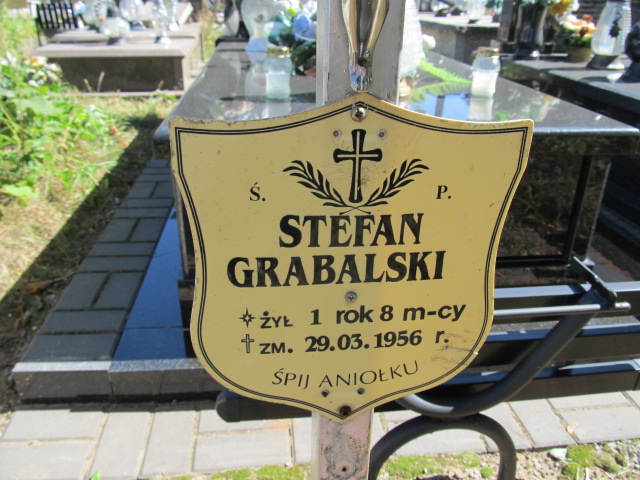 Ś. P.
STEFAN
GRABALSKI
ŻYŁ 1 rok 8 m-cy
ZM. 29.03.1956 r.
ŚPIJ ANIOŁKU